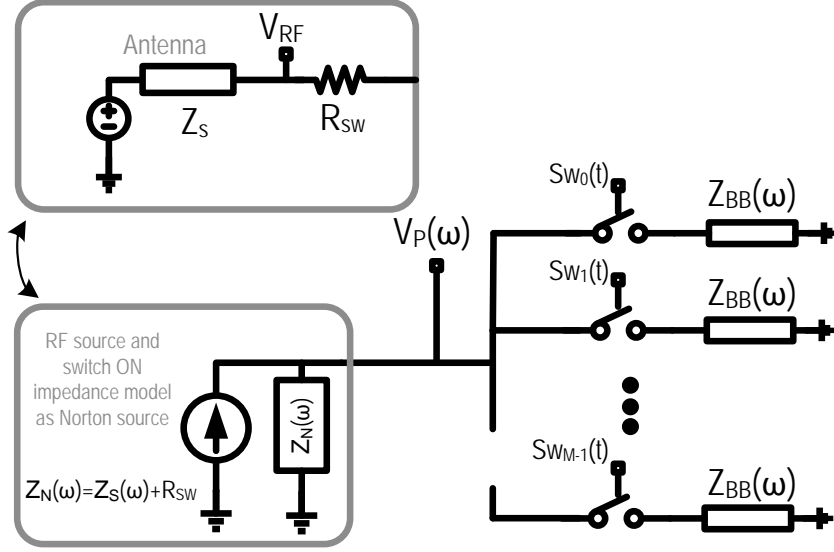 V_RF
Antenna
Z_S
R_SW
V_P(ω)
Sw_0(t)
Z_BB(ω)
Sw_1(t)
Z_BB(ω)
Sw_M-1(t)
Z_BB(ω)
RF source and
switch ON
impedance model
as Norton source
Z_N(ω)
Z_N(ω)=Z_S(ω)+R_SW